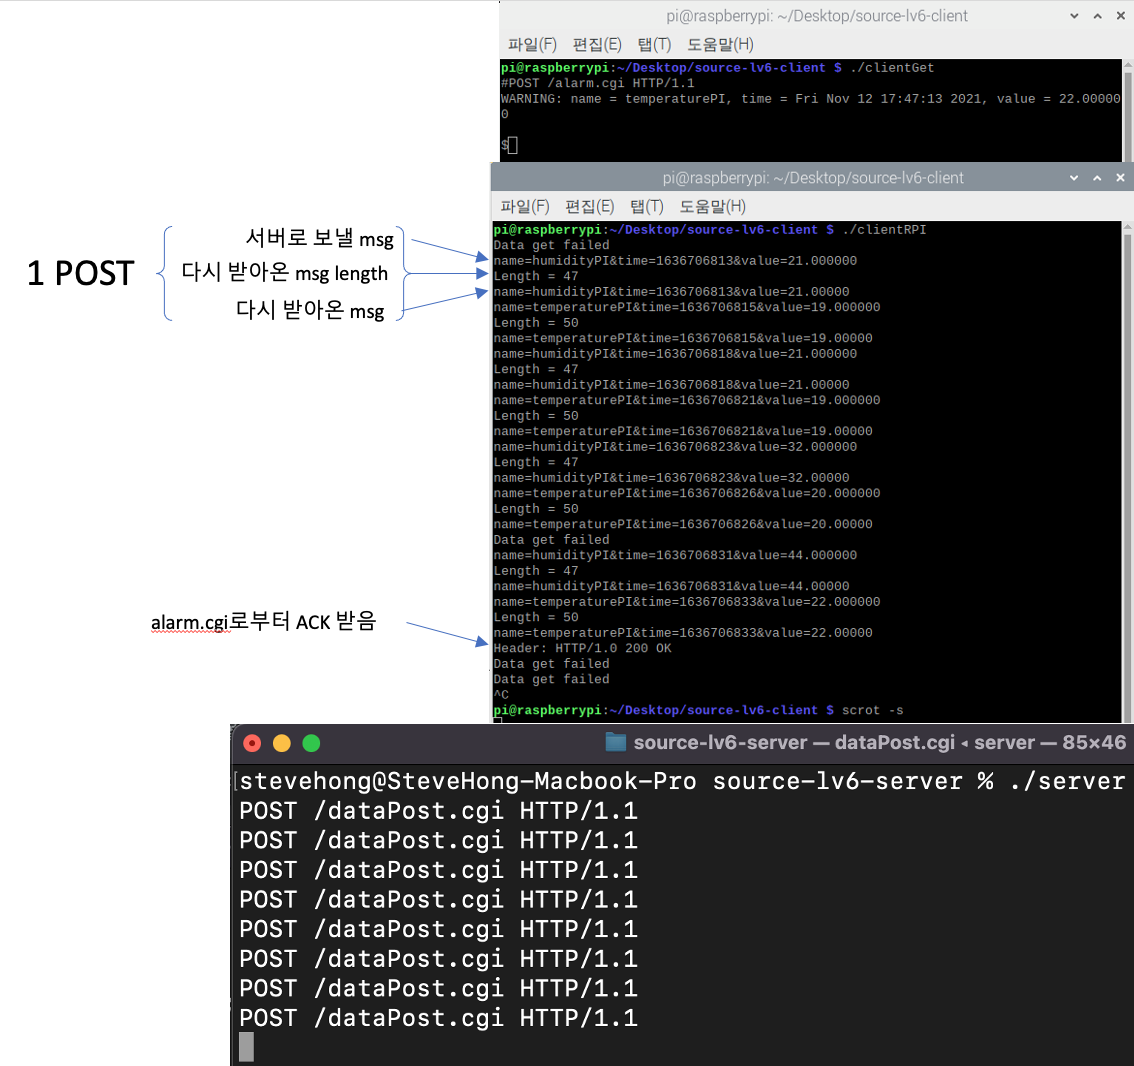 pi@raspberrypi: ~/Desktop/source-lv6-client
파일(F) 편집(E) 탭(T) 도움말(H)
pi@raspberrypi:~/Desktop/source-lv6-client $ ./clientGet
#POST /alarm.cgi HTTP/1.1
WARNING: name = temperaturePI, time = Fri Nov 12 17:47:13 2021, value = 22.00000
0
$
pi@raspberrypi: ~/Desktop/source-lv6-client
파일(F) 편집(E) 탭(T) 도움말(H)
1 POST
서버로 보낼 msg
다시 받아온 msg length
다시 받아온 msg
alarm.cgi로부터 ACK 받음
pi@raspberrypi:~/Desktop/source-lv6-client $ ./clientRPI
Data get failed
name=humidityPI&time=1636706813&value=21.000000
Length = 47
name=humidityPI&time=1636706813&value=21.00000
name=temperaturePI&time=1636706815&value=19.000000
Length = 50
name=temperaturePI&time=1636706815&value=19.00000
name=humidityPI&time=1636706818&value=21.000000
Length = 47
name=humidityPI&time=1636706818&value=21.00000
name=temperaturePI&time=1636706821&value=19.000000
Length = 50
name=temperaturePI&time=1636706821&value=19.00000
name=humidityPI&time=1636706823&value=32.000000
Length = 47
name=humidityPI&time=1636706823&value=32.00000
name=temperaturePI&time=1636706826&value=20.000000
Length = 50
name=temperaturePI&time=1636706826&value=20.00000
Data get failed
name=humidityPI&time=1636706831&value=44.000000
Length = 47
name=humidityPI&time=1636706831&value=44.00000
name=temperaturePI&time=1636706833&value=22.000000
Length = 50
name=temperaturePI&time=1636706833&value=22.00000
Header: HTTP/1.0 200 OK
Data get failed
Data get failed
^C
pi@raspberrypi:~/Desktop/source-lv6-client $ scrot -s
source-lv6-server — dataPost.cgi ◂ server — 85×46
[stevehong@SteveHong-Macbook-Pro source-lv6-server % ./server
POST /dataPost.cgi HTTP/1.1
POST /dataPost.cgi HTTP/1.1
POST /dataPost.cgi HTTP/1.1
POST /dataPost.cgi HTTP/1.1
POST /dataPost.cgi HTTP/1.1
POST /dataPost.cgi HTTP/1.1
POST /dataPost.cgi HTTP/1.1
POST /dataPost.cgi HTTP/1.1